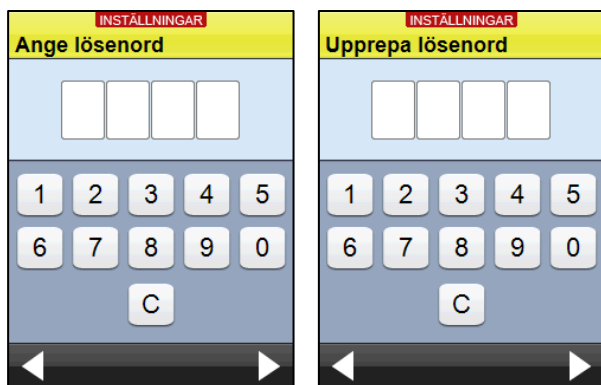 INSTÄLLNINGAR
Ange lösenord
1 2 3 4 5
6 7 8 9 0
C
INSTÄLLNINGAR
Upprepa lösenord
1 2 3 4 5
6 7 8 9 0
C